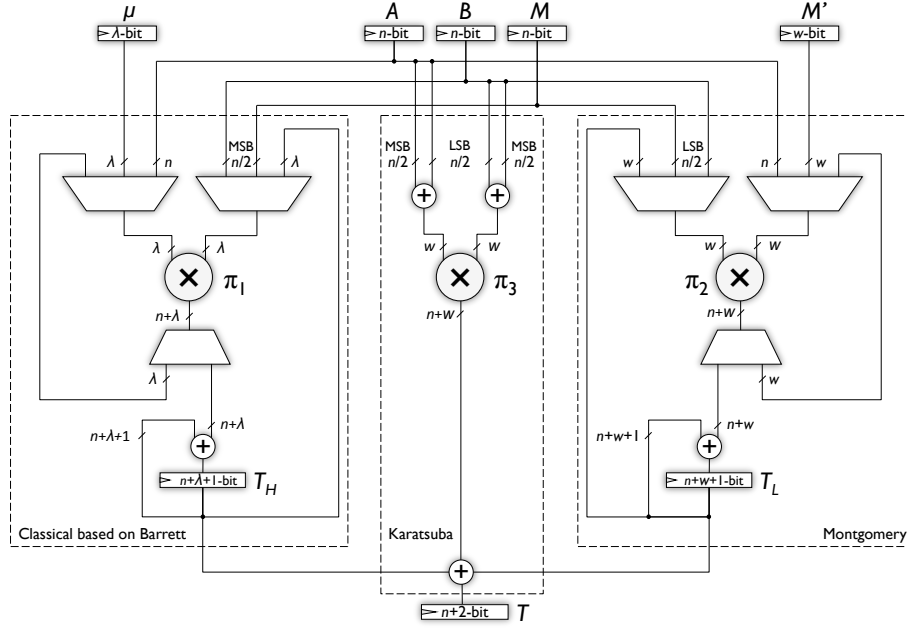 μ A B M M'
λ-bit n-bit n-bit n-bit w-bit
MSB MSB LSB MSB LSB
λ n n/2 λ n/2 n/2 n/2 w n/2 n w
λ λ w w w w
π1 π3 π2
n+λ n+w n+w
λ w
n+λ+1 n+λ n+w+1 n+w
n+λ+1-bit TH n+w+1-bit TL
Classical based on Barrett Karatsuba Montgomery
n+2-bit T